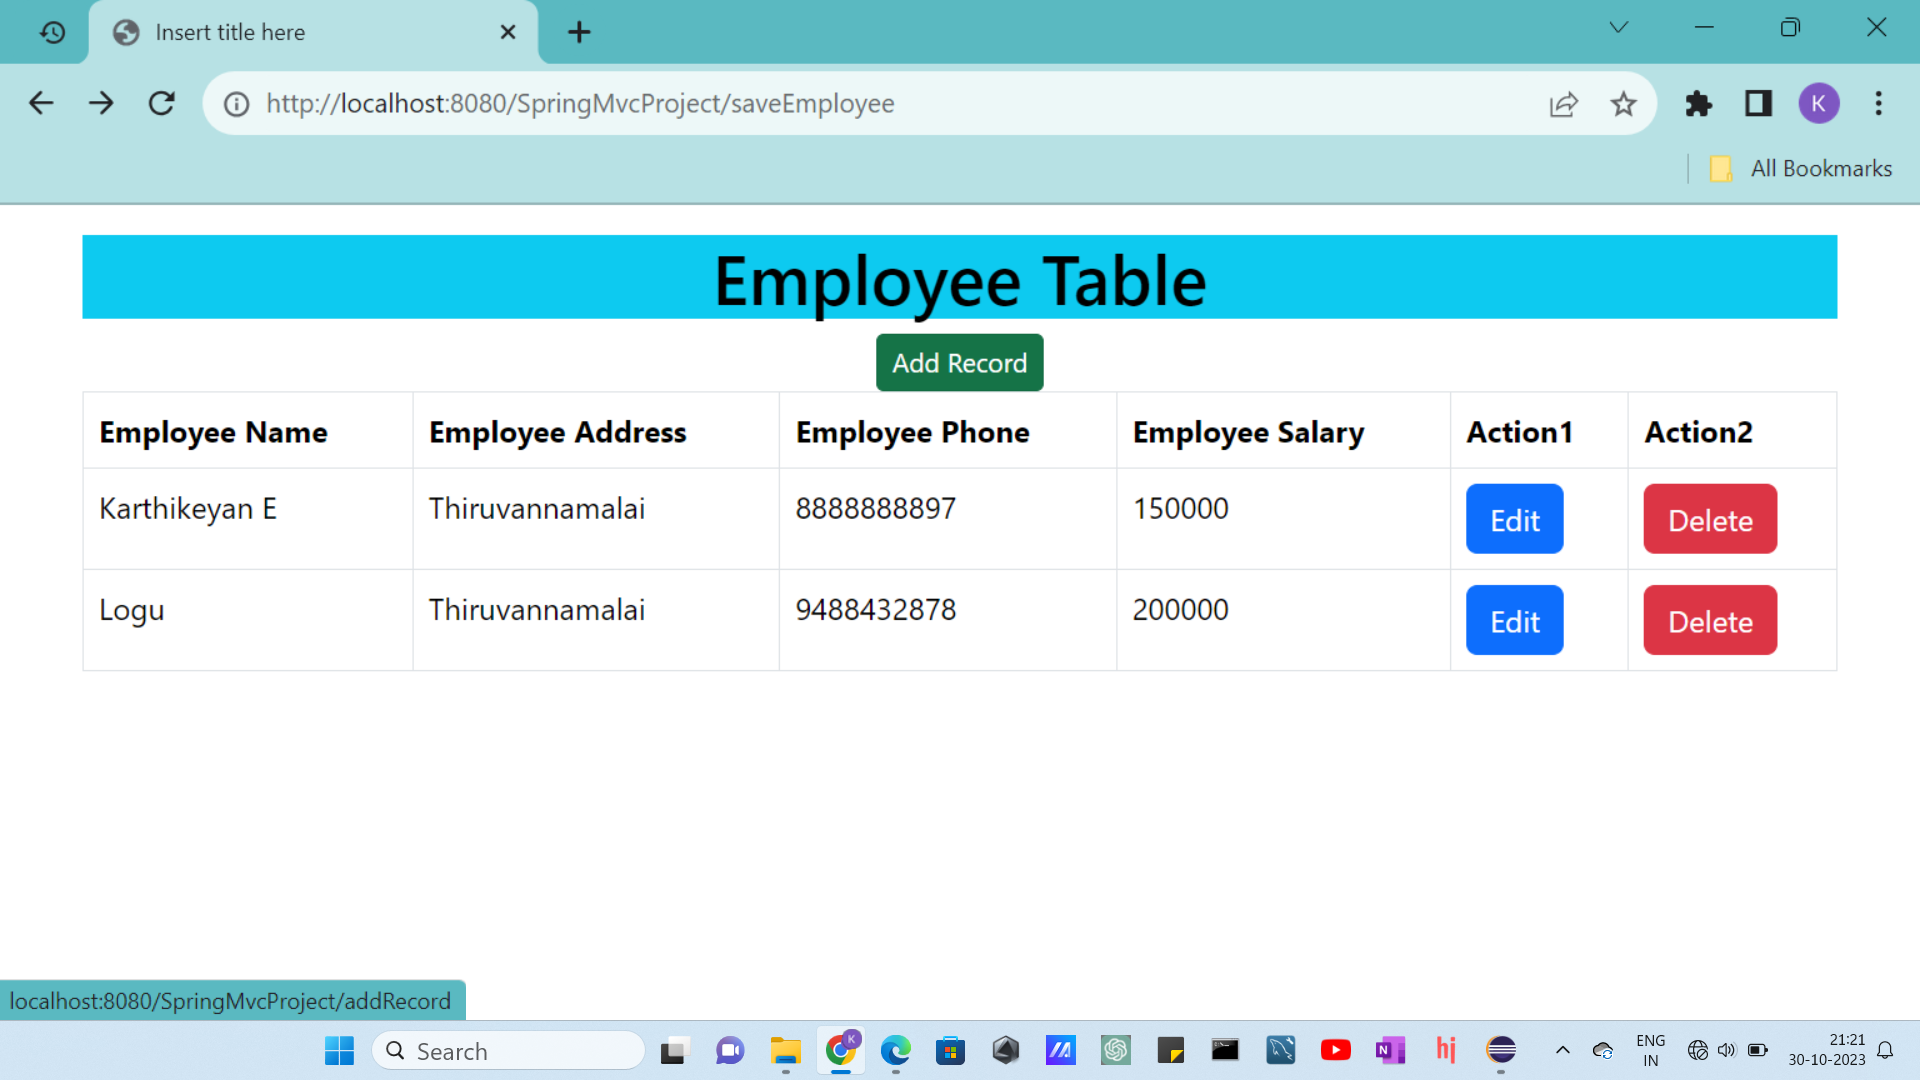 Insert title here
http://localhost:8080/SpringMvcProject/saveEmployee
K
All Bookmarks
Employee Table
Add Record
Employee Name Employee Address Employee Phone Employee Salary Action1 Action2
Karthikeyan E Thiruvannamalai 8888888897 150000 Edit Delete
Logu Thiruvannamalai 9488432878 200000 Edit Delete
localhost:8080/SpringMvcProject/addRecord
Search
K
N
hj
ENG
IN
21:21
30-10-2023